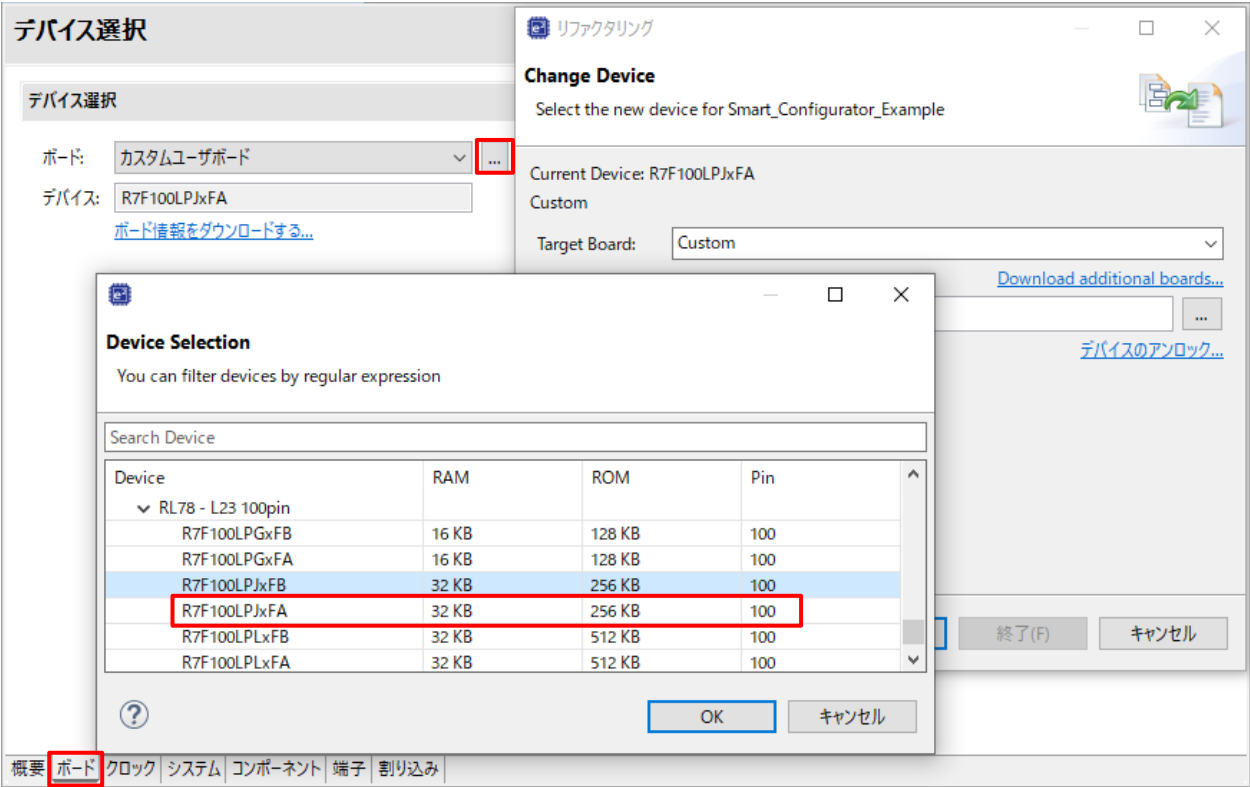 デバイス選択
デバイス選択
ボード:
カスタムユーザボード
...
デバイス:
R7F100LPJxFA
ボード情報をダウンロードする...
リファクタリング
Change Device
Select the new device for Smart_Configurator_Example
Current Device: R7F100LPJxFA
Custom
Target Board:
Custom
Download additional boards...
...
デバイスのアンロック...
終了(F)
キャンセル
Device Selection
You can filter devices by regular expression
Search Device
Device RAM ROM Pin
RL78 - L23 100pin
R7F100LPGxFB 16 KB 128 KB 100
R7F100LPGxFA 16 KB 128 KB 100
R7F100LPJxFB 32 KB 256 KB 100
R7F100LPJxFA 32 KB 256 KB 100
R7F100LPLxFB 32 KB 512 KB 100
R7F100LPLxFA 32 KB 512 KB 100
?
OK
キャンセル
概要 ボード クロック システム コンポーネント 端子 割り込み